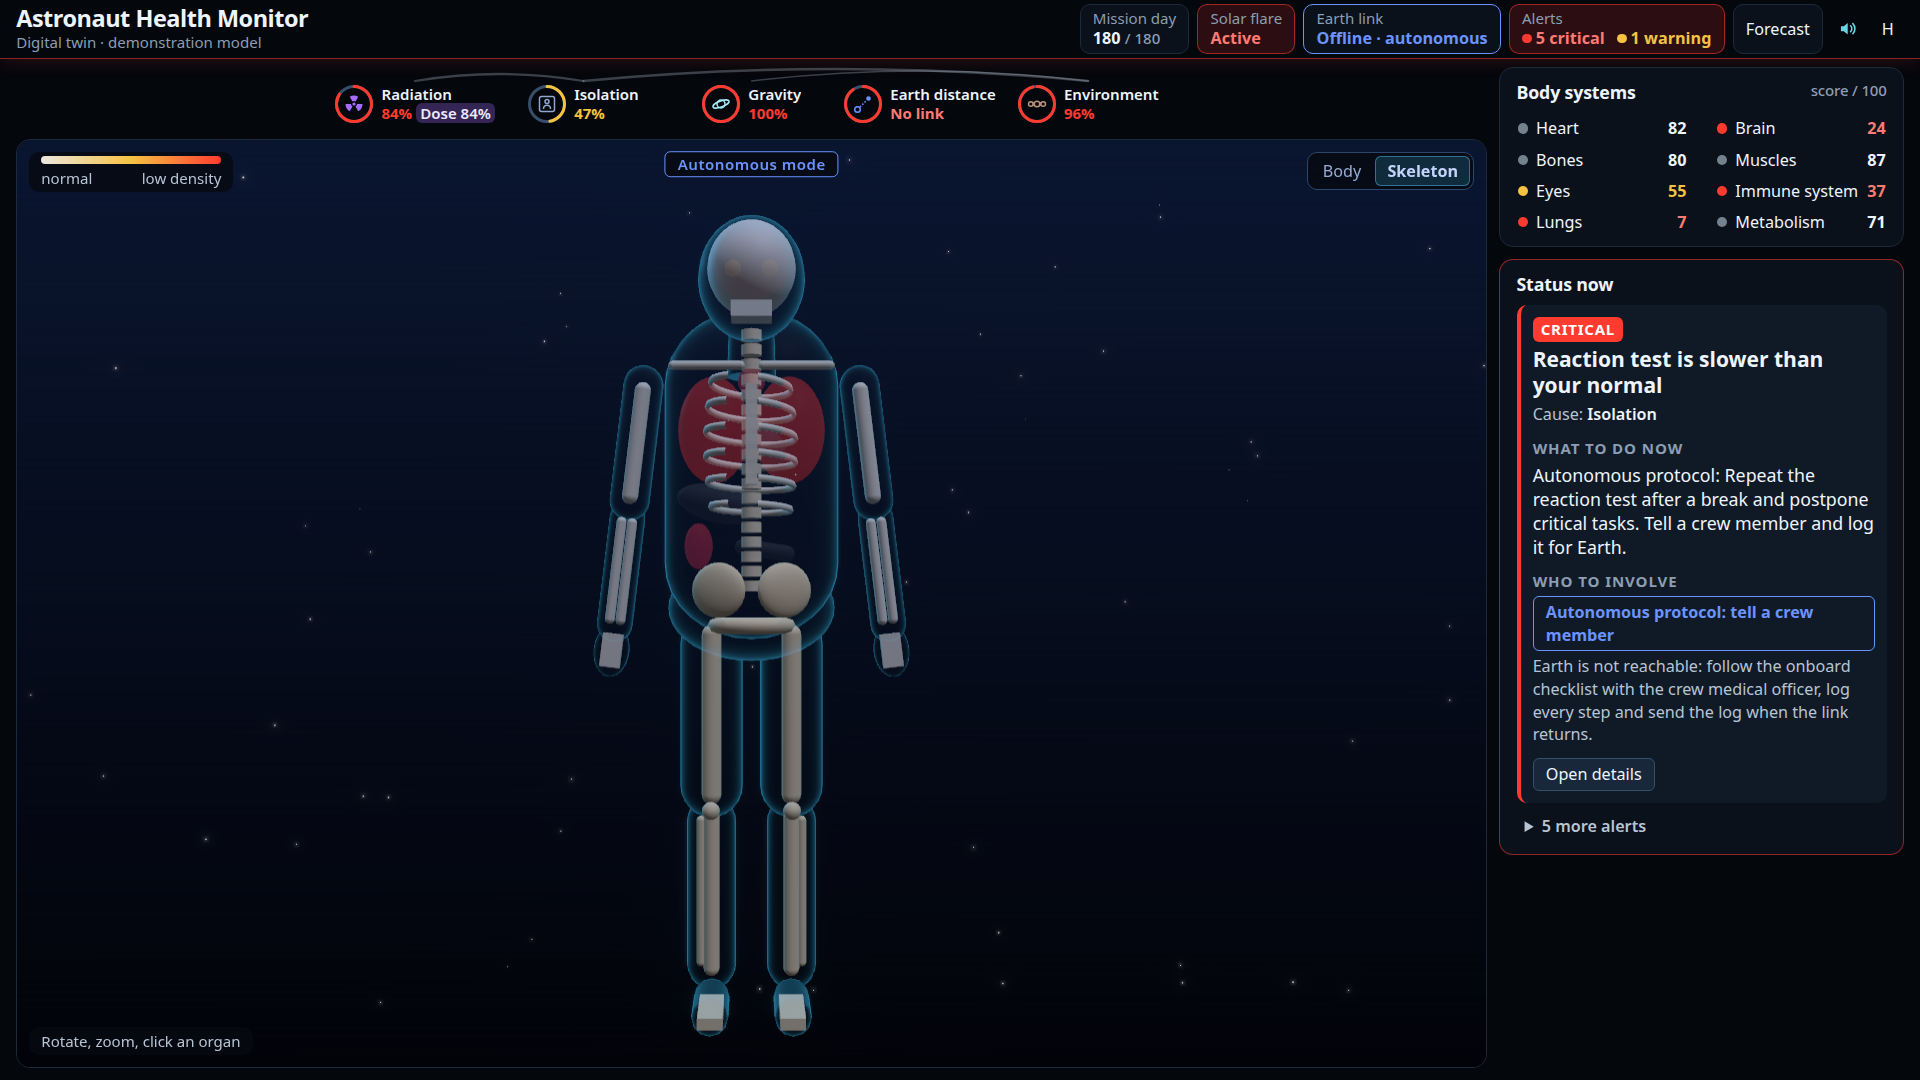 Astronaut Health Monitor
Digital twin · demonstration model
Mission day
180 / 180
Solar flare
Active
Earth link
Offline · autonomous
Alerts
5 critical 1 warning
Forecast
H
Radiation
84% Dose 84%
Isolation
47%
Gravity
100%
Earth distance
No link
Environment
96%
normal low density
Autonomous mode
Body Skeleton
Rotate, zoom, click an organ
Body systems score / 100
Heart 82 Brain 24
Bones 80 Muscles 87
Eyes 55 Immune system 37
Lungs 7 Metabolism 71
Status now
CRITICAL
Reaction test is slower than
your normal
Cause: Isolation
WHAT TO DO NOW
Autonomous protocol: Repeat the
reaction test after a break and postpone
critical tasks. Tell a crew member and log
it for Earth.
WHO TO INVOLVE
Autonomous protocol: tell a crew
member
Earth is not reachable: follow the onboard
checklist with the crew medical officer, log
every step and send the log when the link
returns.
Open details
5 more alerts